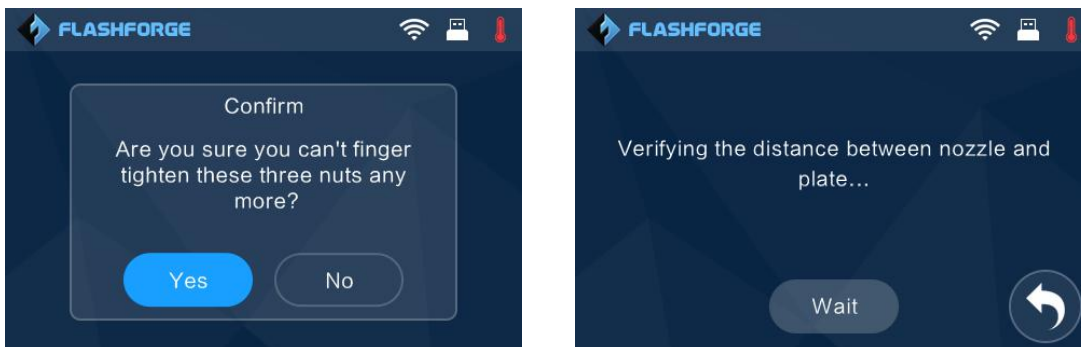 FLASHFORGE
Confirm
Are you sure you can't finger
tighten these three nuts any
more?
Yes
No
FLASHFORGE
Verifying the distance between nozzle and
plate...
Wait